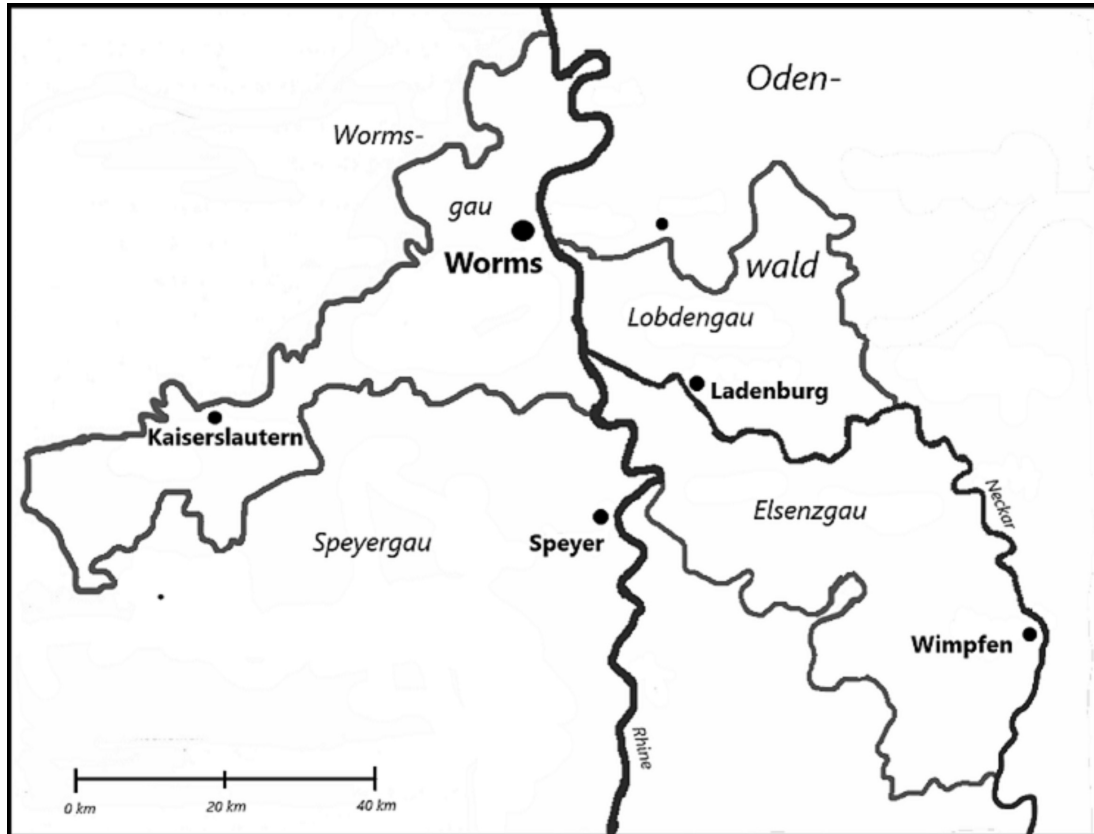 Oden-
Worms-
gau
Worms
wald
Lobdengau
Ladenburg
Kaiserslautern
Neckar
Elsenzgau
Speyergau
Speyer
Wimpfen
Rhine
0 km
20 km
40 km